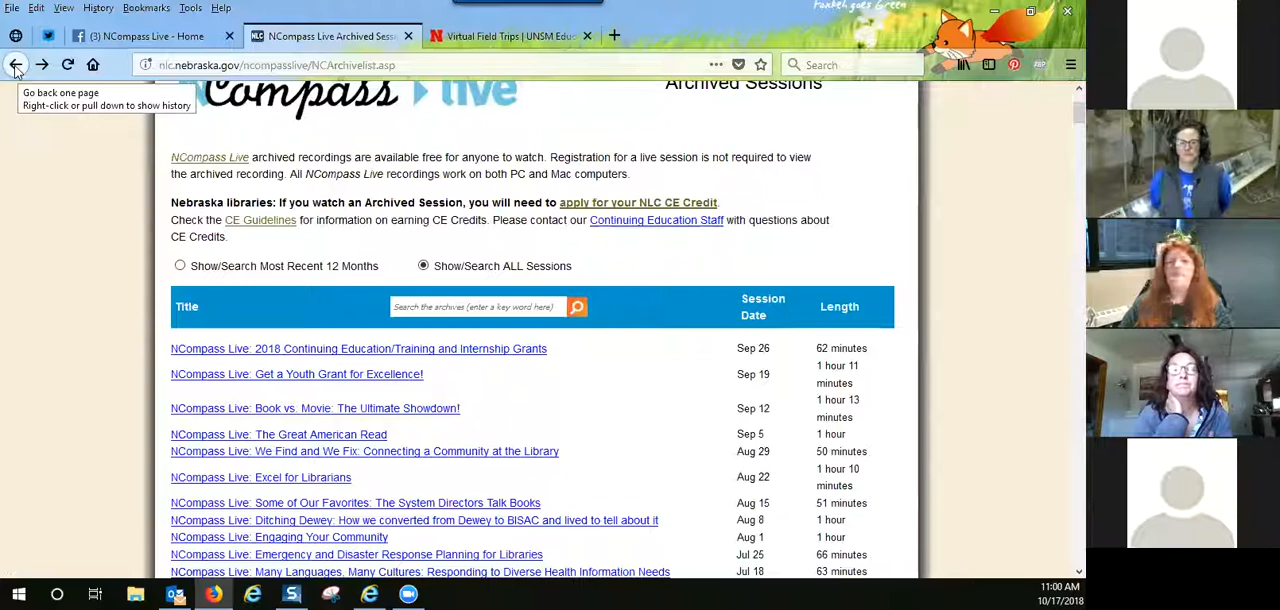 File Edit View History Bookmarks Tools Help
Foxkeh goes Green
(3) NCompass Live - Home
NCompass Live Archived Sessi
Virtual Field Trips | UNSM Edu
nlc.nebraska.gov/ncompasslive/NCArchivelist.asp
Search
ABP
Go back one page
Right-click or pull down to show history
NCompass live
Archived Sessions
NCompass Live archived recordings are available free for anyone to watch. Registration for a live session is not required to view
the archived recording. All NCompass Live recordings work on both PC and Mac computers.
Nebraska libraries: If you watch an Archived Session, you will need to apply for your NLC CE Credit.
Check the CE Guidelines for information on earning CE Credits. Please contact our Continuing Education Staff with questions about
CE Credits.
Show/Search Most Recent 12 Months Show/Search ALL Sessions
Title Search the archives (enter a key word here) Session Date Length
NCompass Live: 2018 Continuing Education/Training and Internship Grants Sep 26 62 minutes
NCompass Live: Get a Youth Grant for Excellence! Sep 19 1 hour 11 minutes
NCompass Live: Book vs. Movie: The Ultimate Showdown! Sep 12 1 hour 13 minutes
NCompass Live: The Great American Read Sep 5 1 hour
NCompass Live: We Find and We Fix: Connecting a Community at the Library Aug 29 50 minutes
NCompass Live: Excel for Librarians Aug 22 1 hour 10 minutes
NCompass Live: Some of Our Favorites: The System Directors Talk Books Aug 15 51 minutes
NCompass Live: Ditching Dewey: How we converted from Dewey to BISAC and lived to tell about it Aug 8 1 hour
NCompass Live: Engaging Your Community Aug 1 1 hour
NCompass Live: Emergency and Disaster Response Planning for Libraries Jul 25 66 minutes
NCompass Live: Many Languages, Many Cultures: Responding to Diverse Health Information Needs Jul 18 63 minutes
11:00 AM
10/17/2018